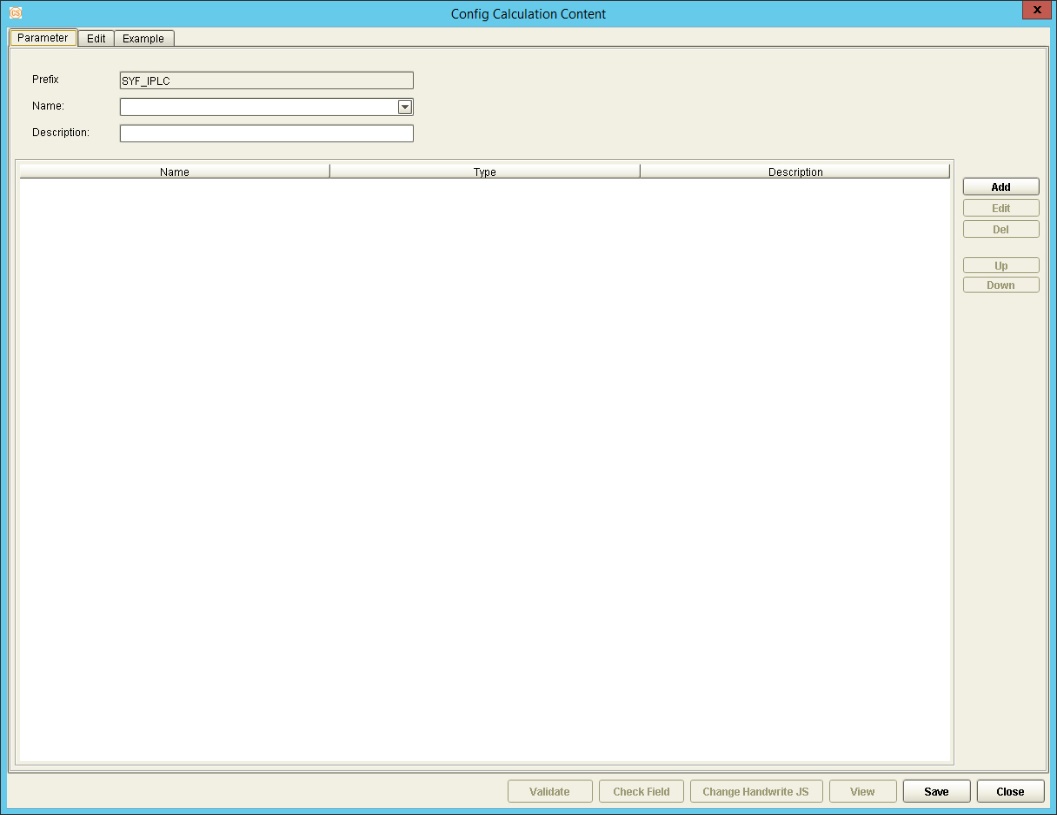 Config Calculation Content
x
Parameter Edit Example
Prefix SYF_IPLC
Name:
Description:
Name Type Description
Add
Edit
Del
Up
Down
Validate Check Field Change Handwrite JS View Save Close